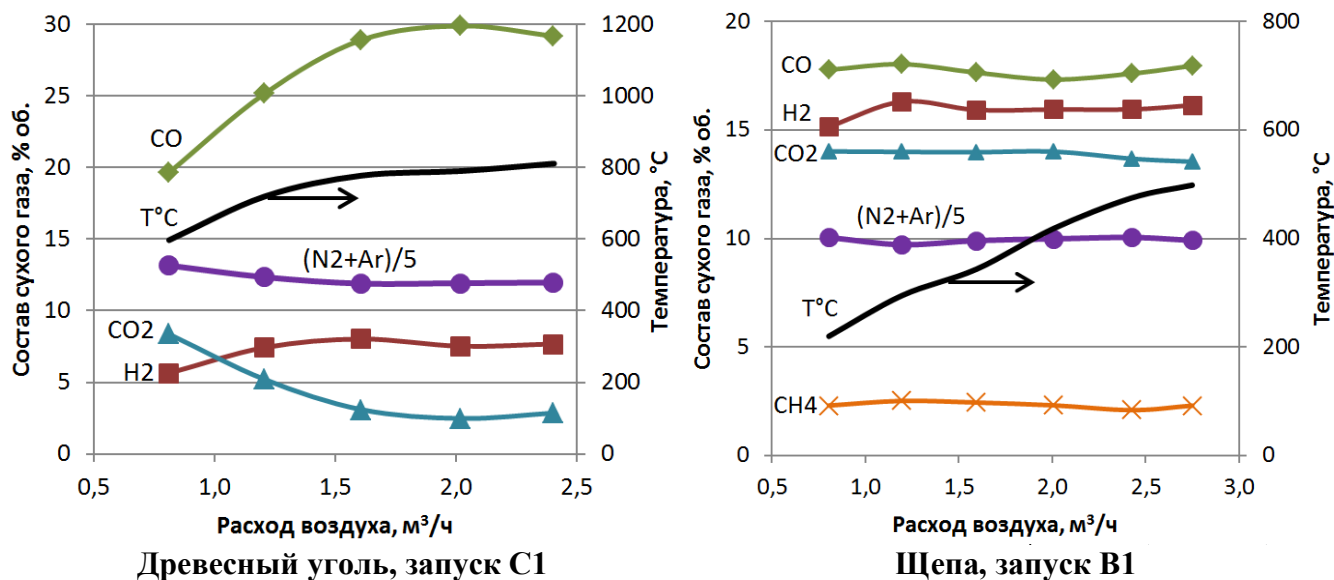 30
25
20
15
10
5
0
Состав сухого газа, % об.
1200
1000
800
600
400
200
0
Температура, °С
CO
T°C
(N2+Ar)/5
CO2
H2
0,5
1,0
1,5
2,0
2,5
Расход воздуха, м³/ч
Древесный уголь, запуск С1
20
15
10
5
0
Состав сухого газа, % об.
800
600
400
200
0
Температура, °С
CO
H2
CO2
(N2+Ar)/5
T°C
CH4
0,5
1,0
1,5
2,0
2,5
3,0
Расход воздуха, м³/ч
Щепа, запуск В1